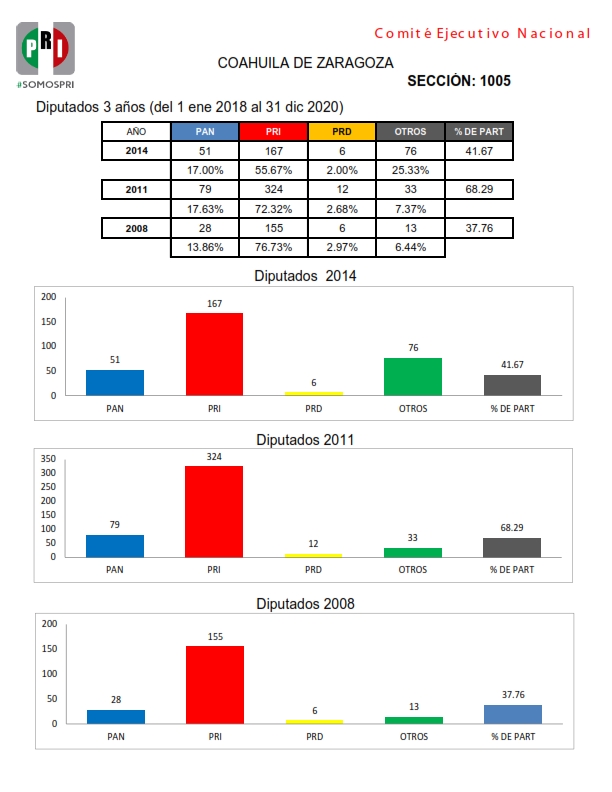 PRI
#SOMOSPRI
Comité Ejecutivo Nacional
COAHUILA DE ZARAGOZA
SECCIÓN: 1005
Diputados 3 años (del 1 ene 2018 al 31 dic 2020)
AÑO PAN PRI PRD OTROS % DE PART
2014 51 167 6 76 41.67
17.00% 55.67% 2.00% 25.33%
2011 79 324 12 33 68.29
17.63% 72.32% 2.68% 7.37%
2008 28 155 6 13 37.76
13.86% 76.73% 2.97% 6.44%
Diputados 2014
200
150
100
50
0
51 167 6 76 41.67
PAN PRI PRD OTROS % DE PART
Diputados 2011
350
300
250
200
150
100
50
0
79 324 12 33 68.29
PAN PRI PRD OTROS % DE PART
Diputados 2008
200
150
100
50
0
28 155 6 13 37.76
PAN PRI PRD OTROS % DE PART